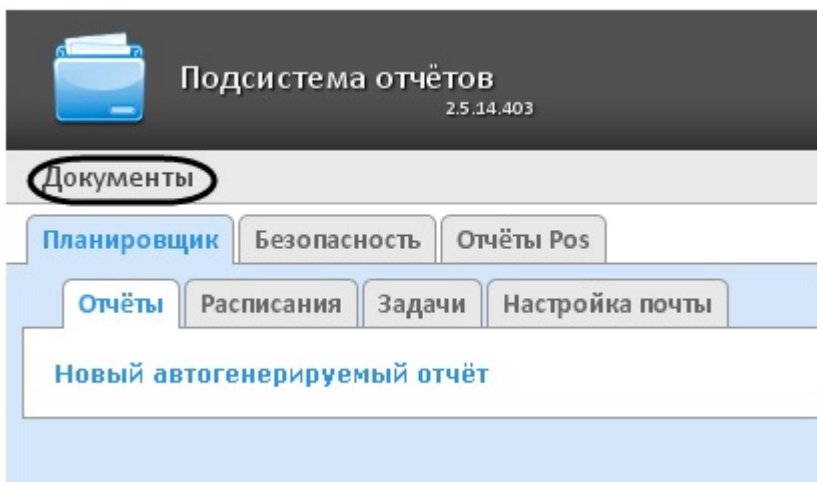 Подсистема отчётов
2.5.14.403
Документы
Планировщик Безопасность Отчёты Pos
Отчёты Расписания Задачи Настройка почты
Новый автогенерируемый отчёт